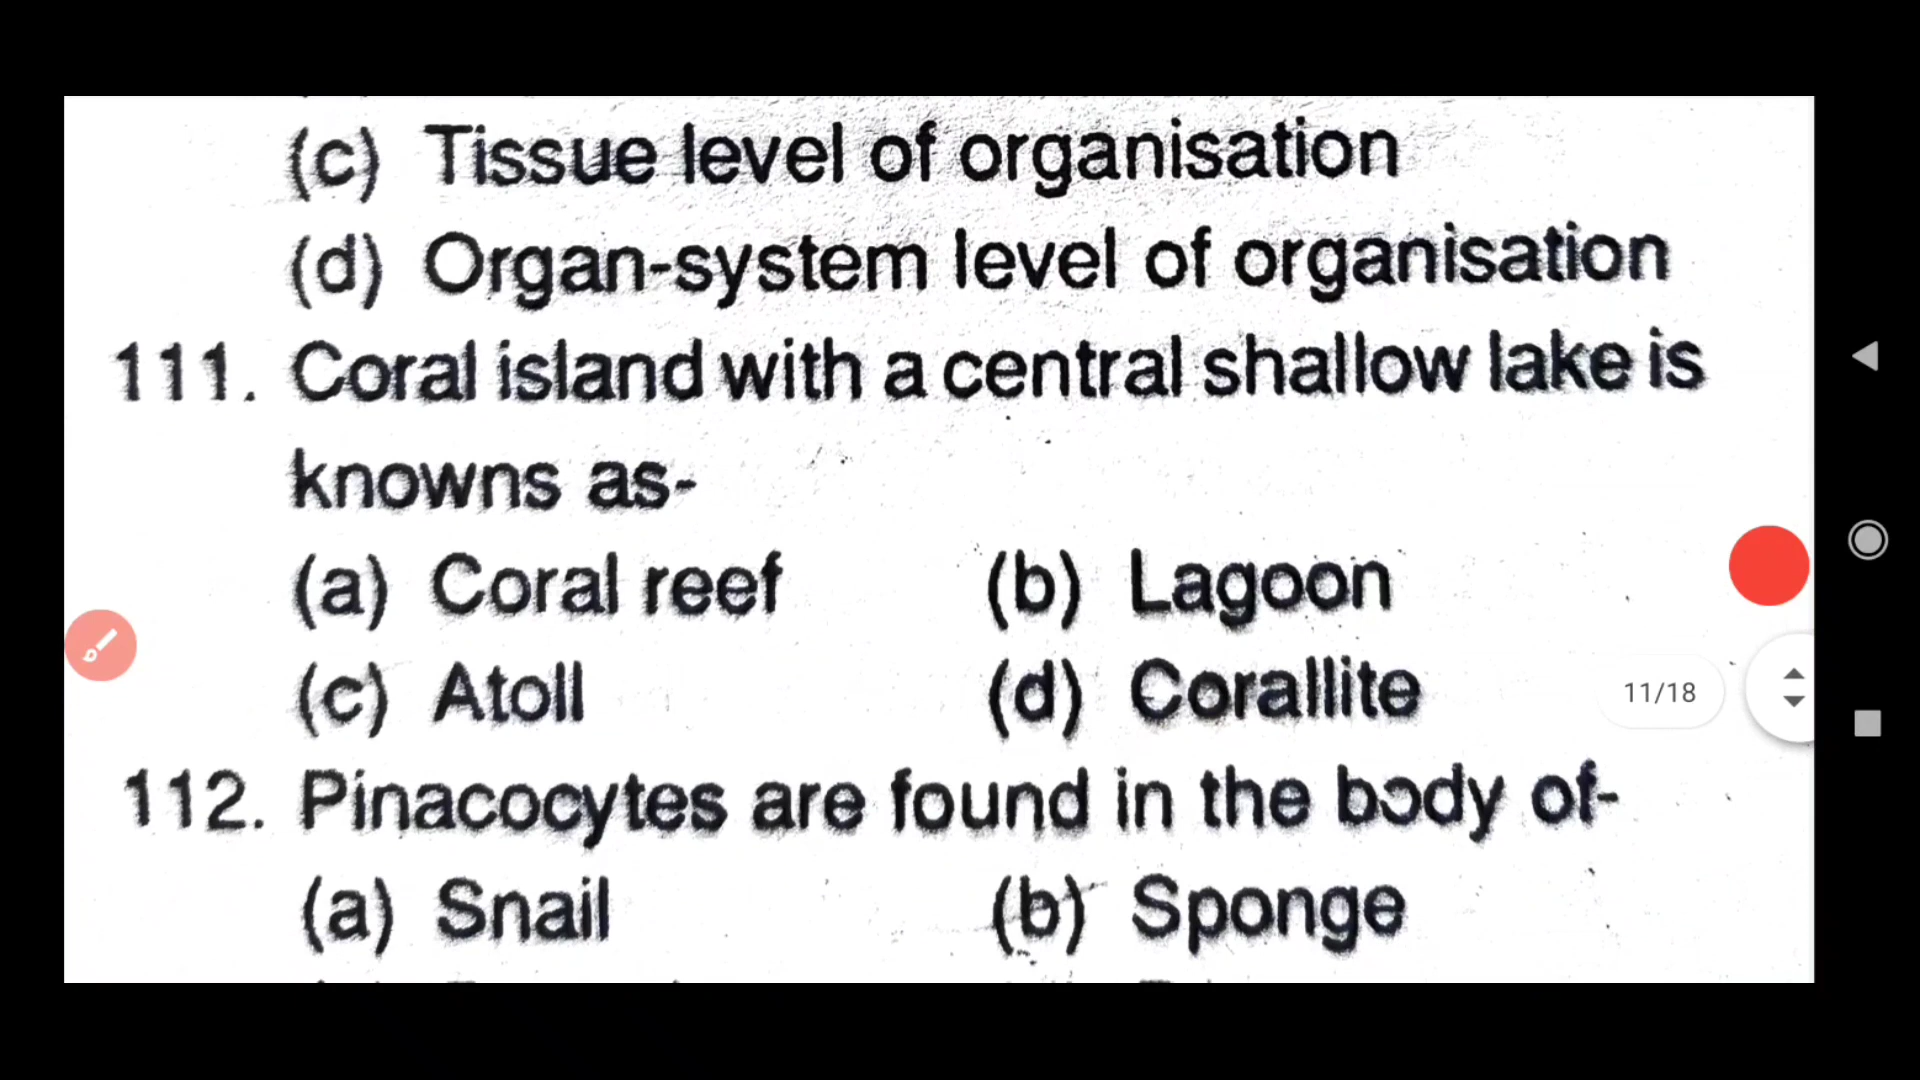 (c) Tissue level of organisation
(d) Organ-system level of organisation
111. Coral island with a central shallow lake is
knowns as-
(a) Coral reef (b) Lagoon
(c) Atoll (d) Corallite
11/18
112. Pinacocytes are found in the body of-
(a) Snail (b) Sponge